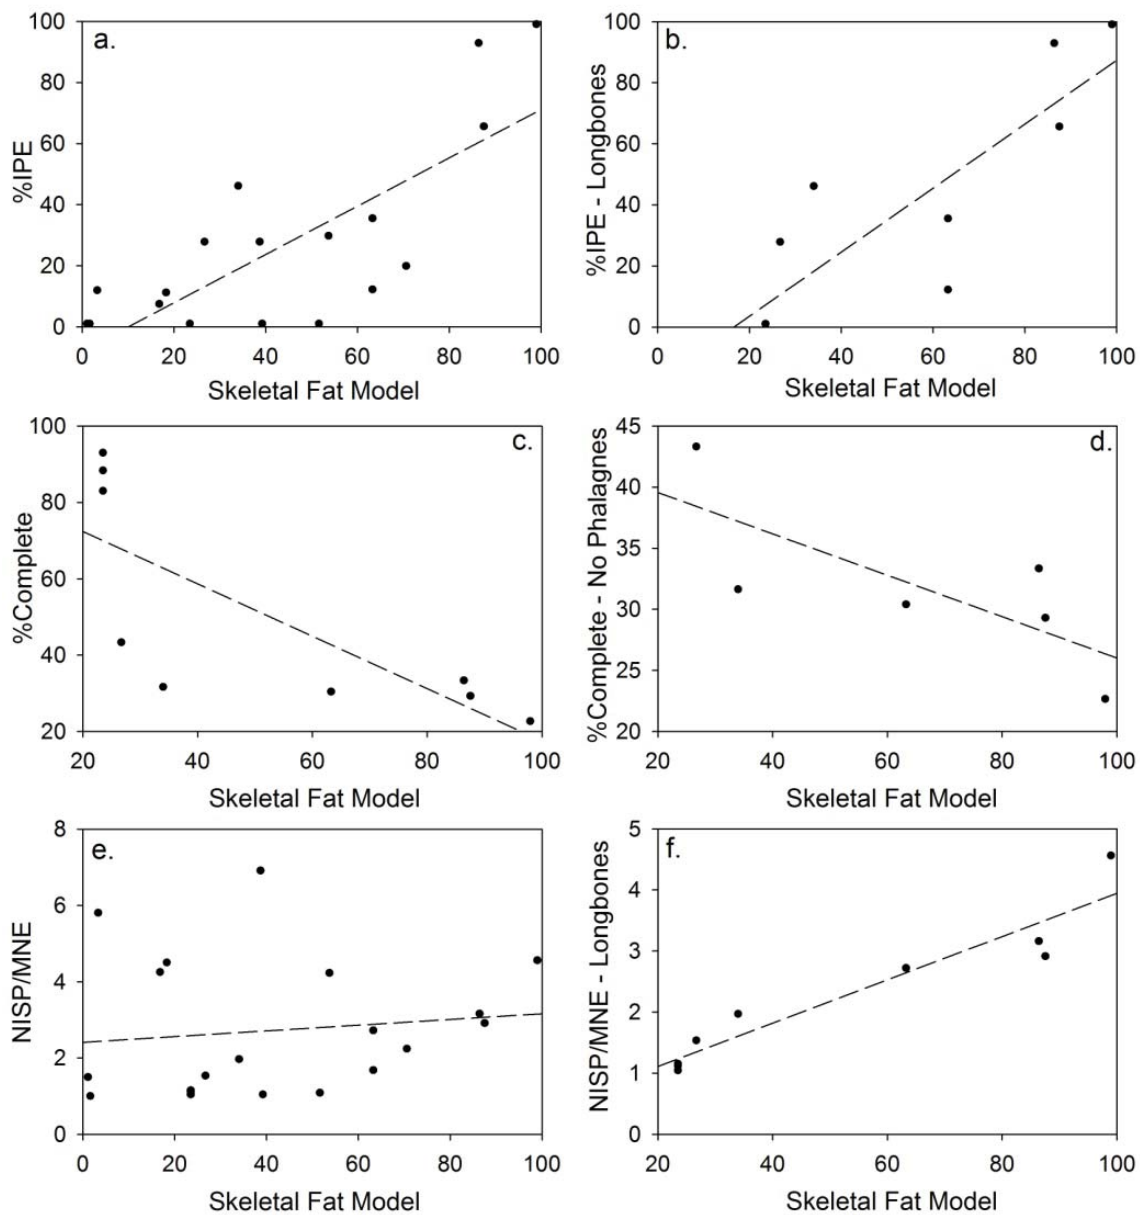 a.
%IPE
100
80
60
40
20
0
0 20 40 60 80 100
Skeletal Fat Model
b.
%IPE - Longbones
100
80
60
40
20
0
0 20 40 60 80 100
Skeletal Fat Model
c.
%Complete
100
80
60
40
20
20 40 60 80 100
Skeletal Fat Model
d.
%Complete - No Phalagnes
45
40
35
30
25
20
20 40 60 80 100
Skeletal Fat Model
e.
NISP/MNE
8
6
4
2
0
0 20 40 60 80 100
Skeletal Fat Model
f.
NISP/MNE - Longbones
5
4
3
2
1
0
20 40 60 80 100
Skeletal Fat Model